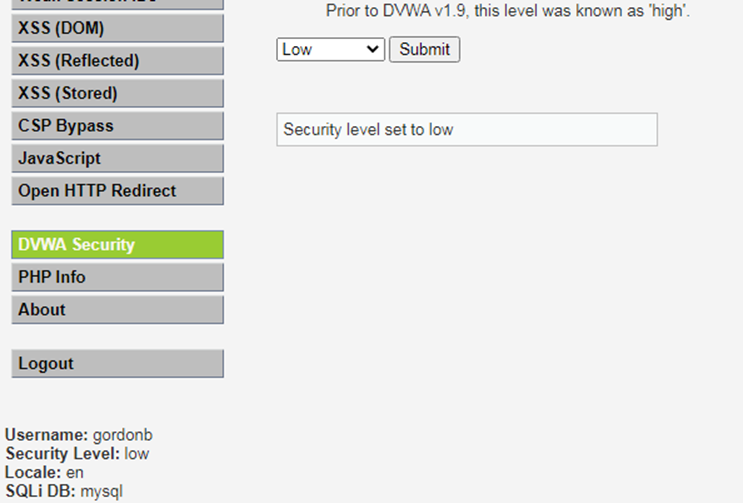 Prior to DVWA v1.9, this level was known as 'high'.
XSS (DOM)
XSS (Reflected)
XSS (Stored)
CSP Bypass
JavaScript
Open HTTP Redirect
DVWA Security
PHP Info
About
Logout
Low Submit
Security level set to low
Username: gordonb
Security Level: low
Locale: en
SQLi DB: mysql